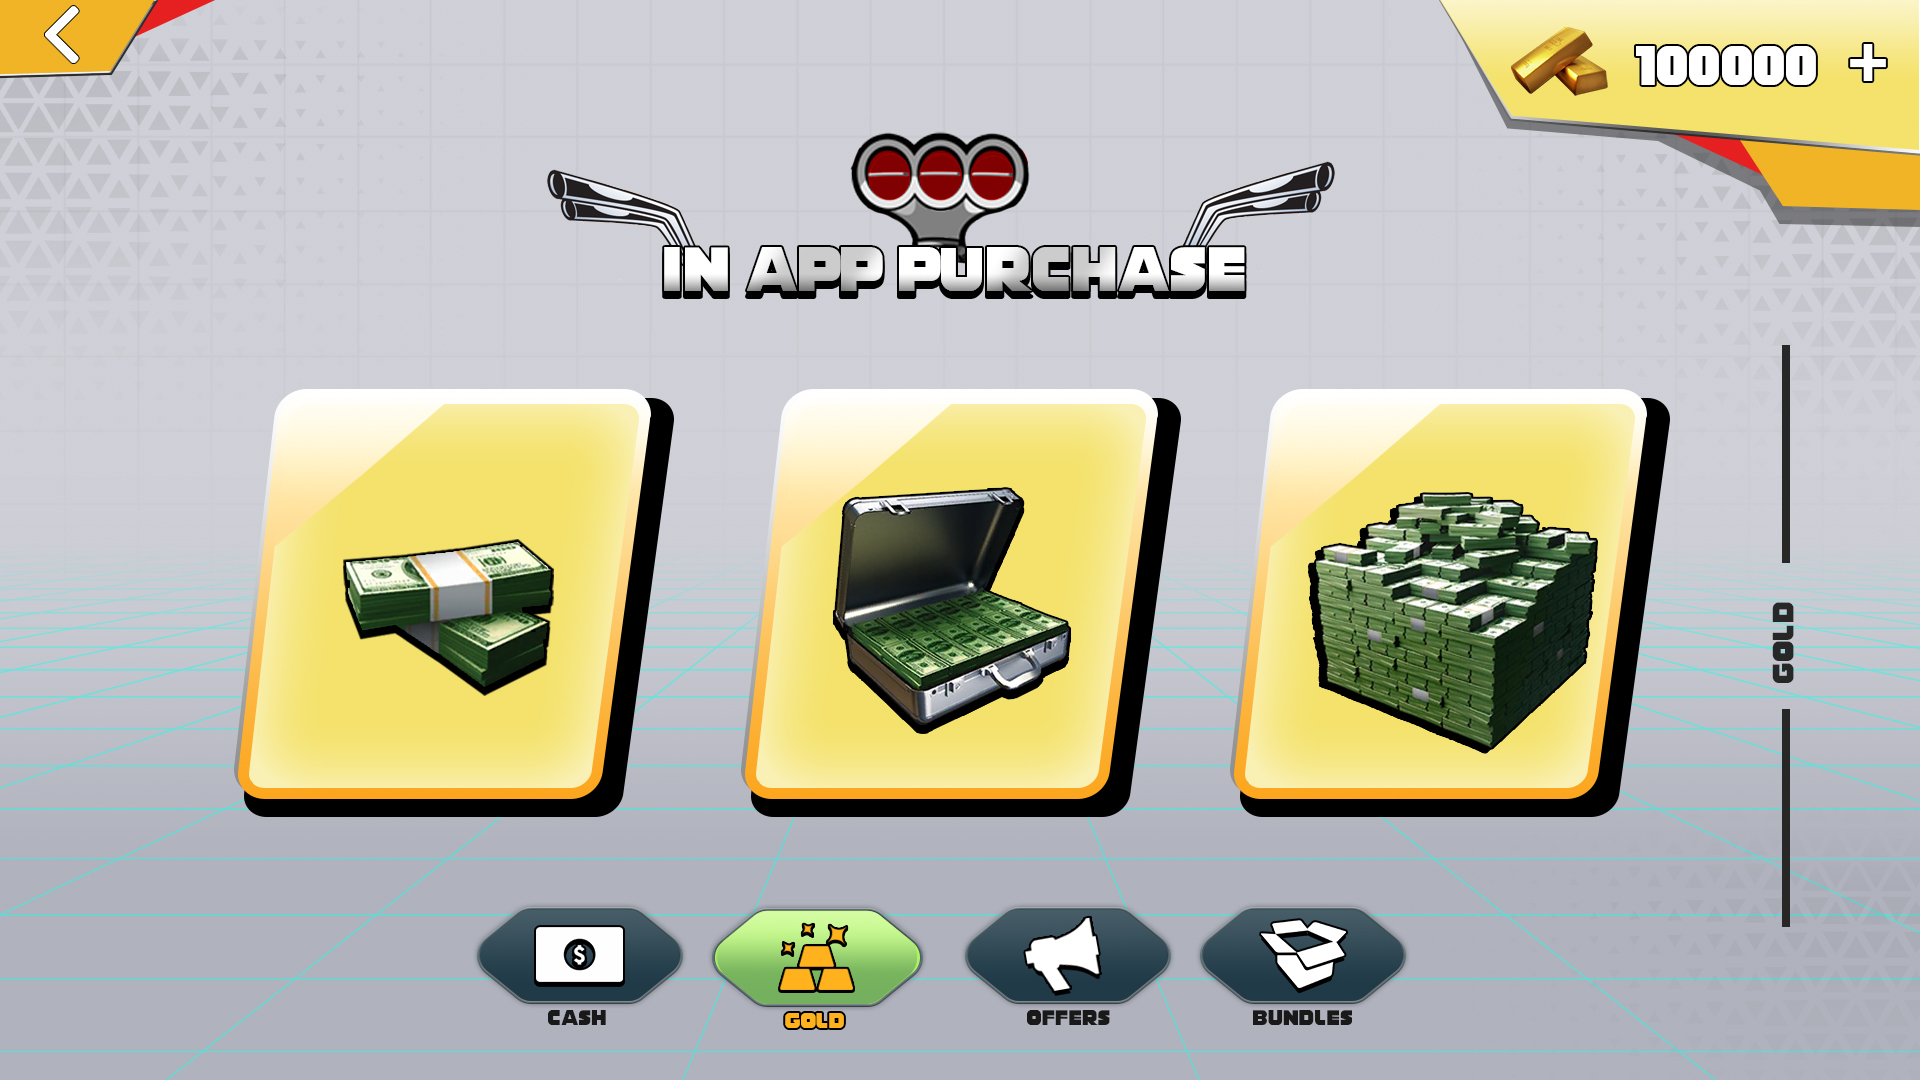 100000 +
IN APP PURCHASE
GOLD
$
CASH
GOLD
OFFERS
BUNDLES